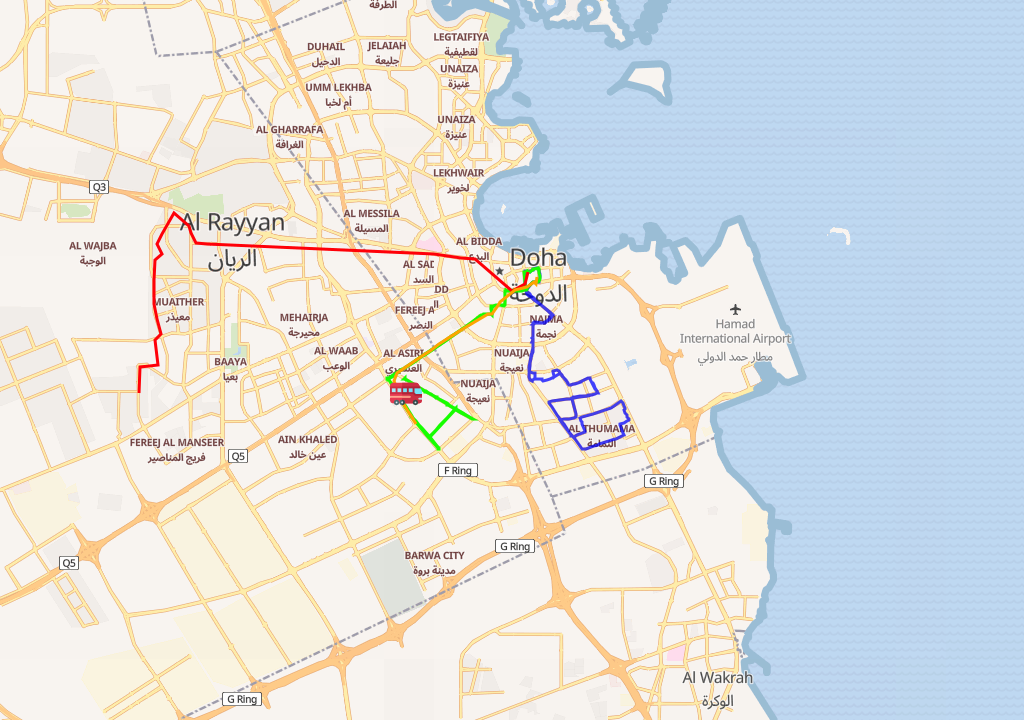 الطرفة
LEGTAIFIYA
لقطيفية
DUHAIL
الدحيل
JELAIAH
جليعة
UNAIZA
عنيزة
UMM LEKHBA
أم لخبا
UNAIZA
عنيزة
AL GHARRAFA
الغرافة
LEKHWAIR
لخوير
Q3
AL MESSILA
المسيلة
Al Rayyan
الريان
AL WAJBA
الوجبة
AL BIDDA
البدع
Doha
الدوحة
AL SAD
السد
DD
ال
MUAITHER
معيذر
MEHAIRJA
محيرجة
FEREEJ A
النصر
NAJMA
نجمة
Hamad
International Airport
مطار حمد الدولي
BAAYA
بعيا
AL WAAB
الوعب
AL ASIRI
العسيري
NUAIJA
نعيجة
NUAIJA
نعيجة
AL THUMAMA
الثمامة
FEREEJ AL MANSEER
فريج المناصير
AIN KHALED
عين خالد
Q5
F Ring
G Ring
G Ring
BARWA CITY
مدينة بروة
Q5
Al Wakrah
الوكرة
G Ring